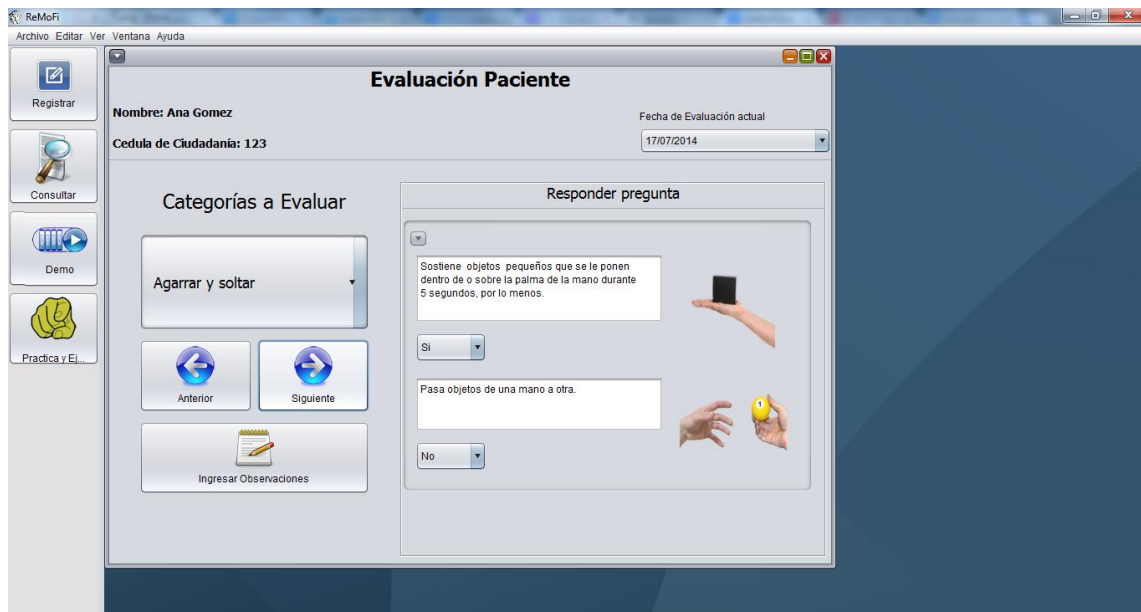 ReMoFi
Archivo Editar Ver Ventana Ayuda
Registrar
Consultar
Demo
Practica y Ej...
Evaluación Paciente
Nombre: Ana Gomez
Cedula de Ciudadanía: 123
Fecha de Evaluación actual
17/07/2014
Categorías a Evaluar
Agarrar y soltar
Anterior
Siguiente
Ingresar Observaciones
Responder pregunta
Sostiene objetos pequeños que se le ponen
dentro de o sobre la palma de la mano durante
5 segundos, por lo menos.
Si
Pasa objetos de una mano a otra.
1
No